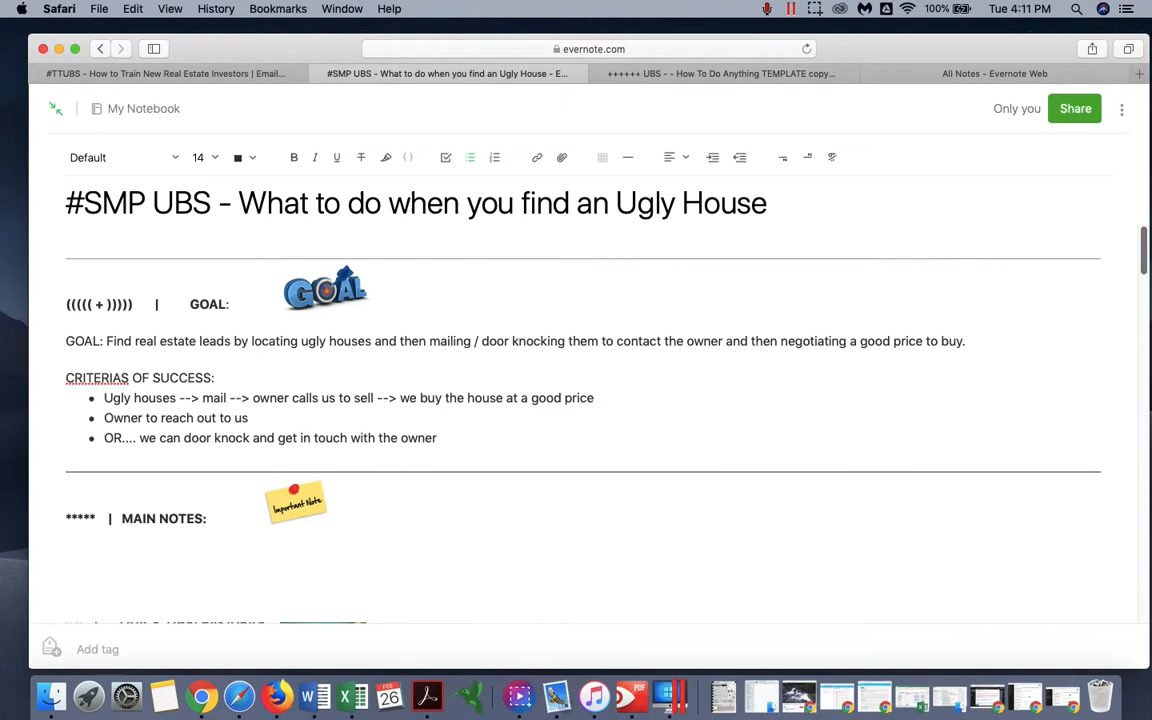 Safari File Edit View History Bookmarks Window Help 100% Tue 4:11 PM
evernote.com
#TTUBS - How to Train New Real Estate Investors | Email... #SMP UBS - What to do when you find an Ugly House - E... ++++++ UBS - - How To Do Anything TEMPLATE copy... All Notes - Evernote Web
My Notebook Only you Share
Default 14 B I U T
#SMP UBS - What to do when you find an Ugly House
GOAL
((((( + ))))) | GOAL:
GOAL: Find real estate leads by locating ugly houses and then mailing / door knocking them to contact the owner and then negotiating a good price to buy.
CRITERIAS OF SUCCESS:
Ugly houses --> mail --> owner calls us to sell --> we buy the house at a good price
Owner to reach out to us
OR.... we can door knock and get in touch with the owner
Important Note
***** | MAIN NOTES:
Add tag
FEB
26
PDF